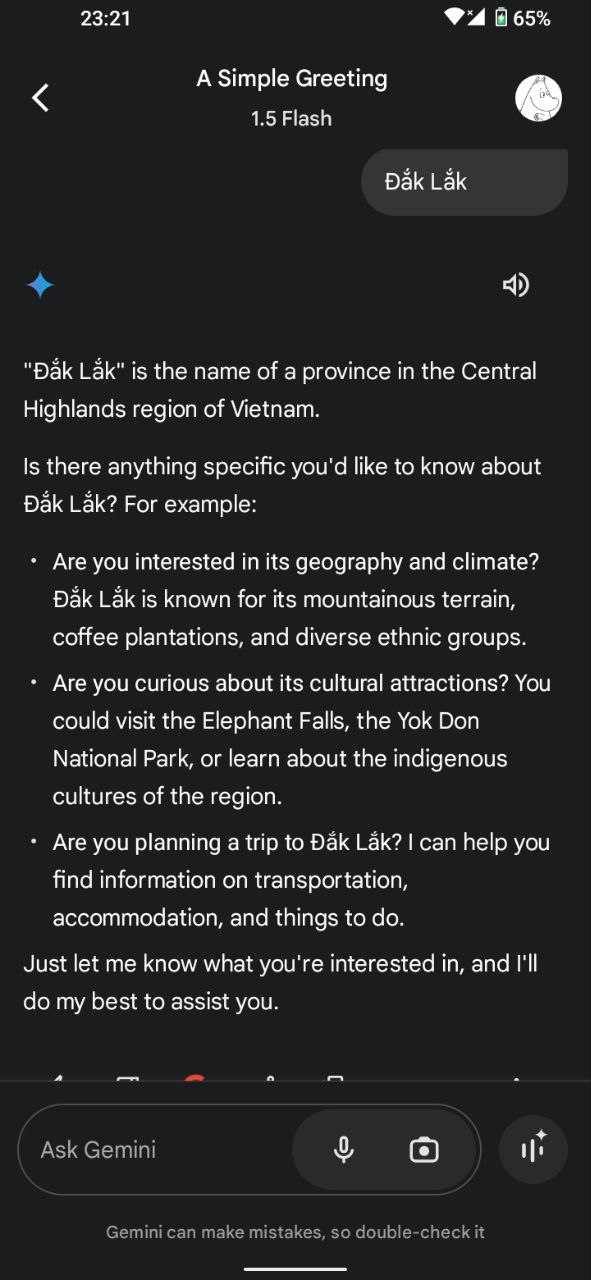 23:21
65%
A Simple Greeting
1.5 Flash
Đắk Lắk
"Đắk Lắk" is the name of a province in the Central
Highlands region of Vietnam.
Is there anything specific you'd like to know about
Đắk Lắk? For example:
• Are you interested in its geography and climate?
Đắk Lắk is known for its mountainous terrain,
coffee plantations, and diverse ethnic groups.
• Are you curious about its cultural attractions? You
could visit the Elephant Falls, the Yok Don
National Park, or learn about the indigenous
cultures of the region.
• Are you planning a trip to Đắk Lắk? I can help you
find information on transportation,
accommodation, and things to do.
Just let me know what you're interested in, and I'll
do my best to assist you.
Ask Gemini
Gemini can make mistakes, so double-check it